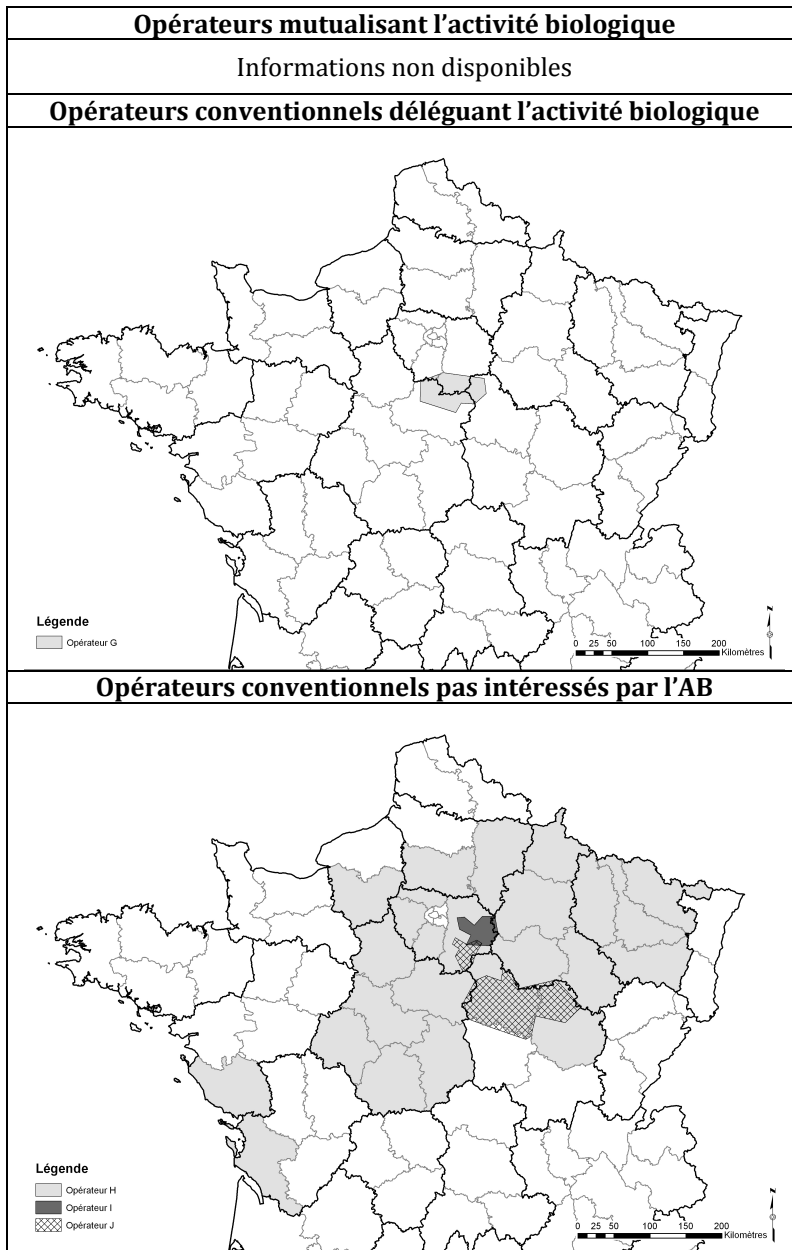 Opérateurs mutualisant l’activité biologique
Informations non disponibles
Opérateurs conventionnels déléguant l’activité biologique
Légende
Opérateur G
N
0 25 50 100 150 200
Kilomètres
Opérateurs conventionnels pas intéressés par l’AB
Légende
Opérateur H
Opérateur I
Opérateur J
N
0 25 50 100 150 200
Kilomètres